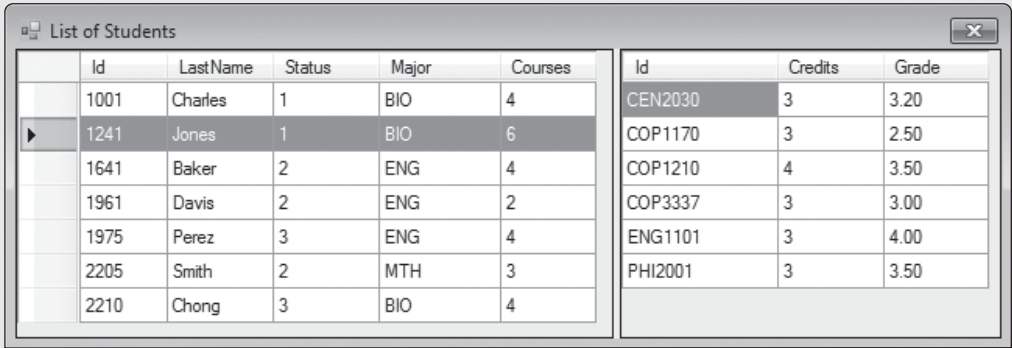 List of Students
Id LastName Status Major Courses
1001 Charles 1 BIO 4
1241 Jones 1 BIO 6
1641 Baker 2 ENG 4
1961 Davis 2 ENG 2
1975 Perez 3 ENG 4
2205 Smith 2 MTH 3
2210 Chong 3 BIO 4
Id Credits Grade
CEN2030 3 3.20
COP1170 3 2.50
COP1210 4 3.50
COP3337 3 3.00
ENG1101 3 4.00
PHI2001 3 3.50